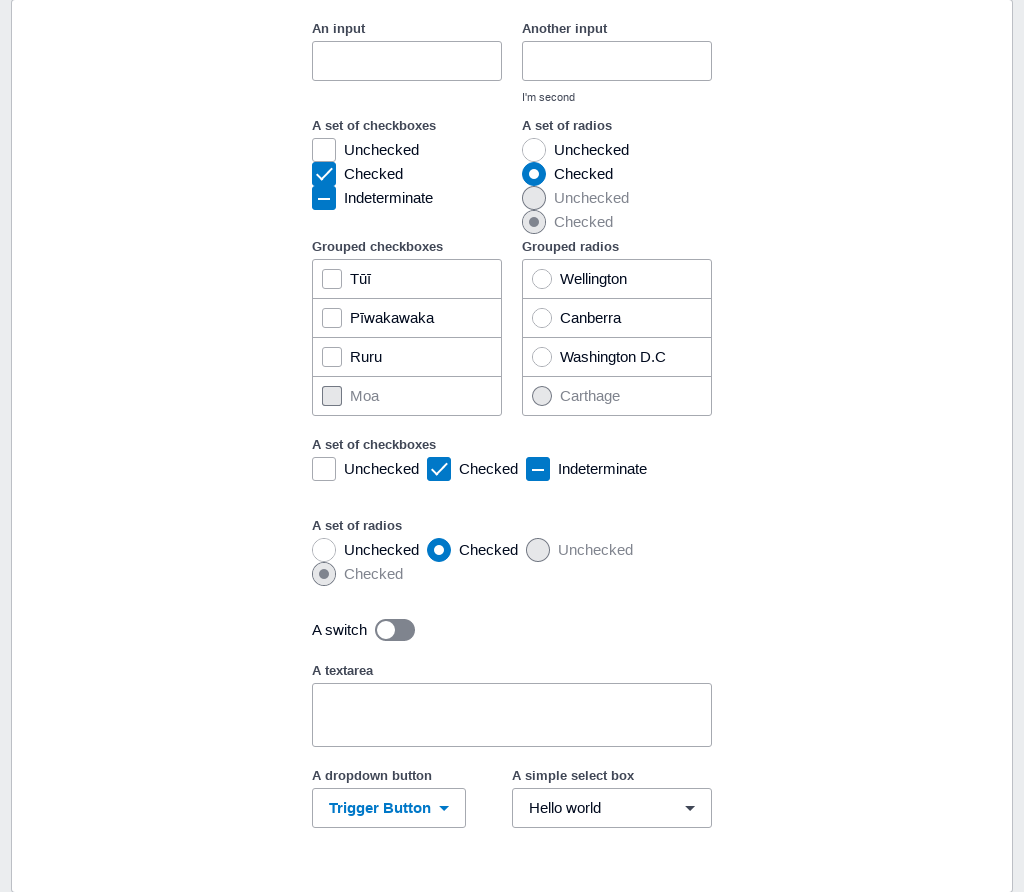 An input
Another input
I'm second
A set of checkboxes
Unchecked
Checked
Indeterminate
A set of radios
Unchecked
Checked
Unchecked
Checked
Grouped checkboxes
Tūī
Pīwakawaka
Ruru
Moa
Grouped radios
Wellington
Canberra
Washington D.C
Carthage
A set of checkboxes
Unchecked Checked Indeterminate
A set of radios
Unchecked Checked Unchecked
Checked
A switch
A textarea
A dropdown button
Trigger Button
A simple select box
Hello world